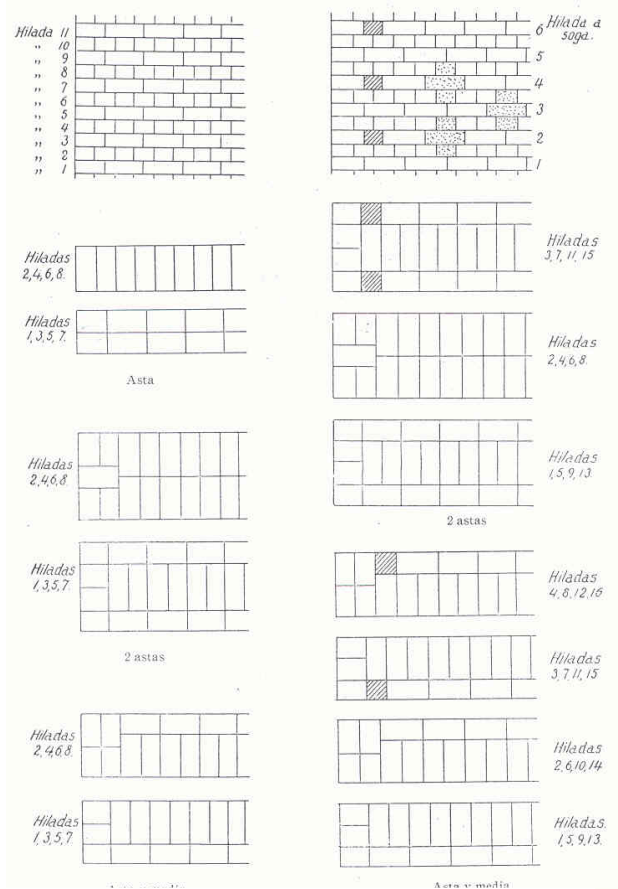 Hilada 11
„ 10
„ 9
„ 8
„ 7
„ 6
„ 5
„ 4
„ 3
„ 2
„ 1
Hiladas
2,4,6,8.
Hiladas
1,3,5,7.
Asta
Hiladas
2,4,6,8
Hiladas
1,3,5,7.
2 astas
Hiladas
2,4,6,8.
Hiladas
1,3,5,7.
6 Hilada a
soga.
5
4
3
2
1
Hiladas
3,7,11,15
Hiladas
2,4,6,8.
Hiladas
1,5,9,13.
2 astas
Hiladas
4,8,12,16
Hiladas
3,7,11,15
Hiladas
2,6,10,14
Hiladas.
1,5,9,13.
Asta y media